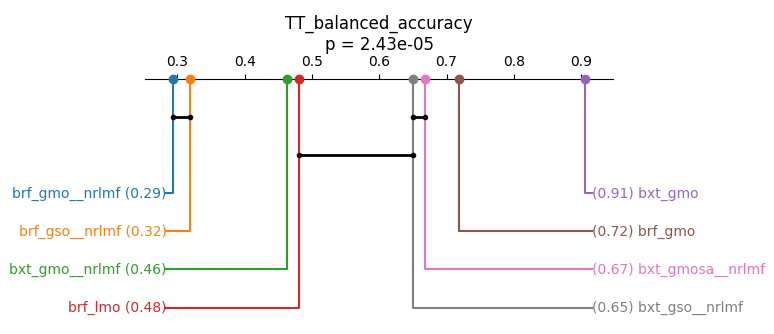 TT_balanced_accuracy
p = 2.43e-05
0.3 0.4 0.5 0.6 0.7 0.8 0.9
brf_gmo__nrlmf (0.29) (0.91) bxt_gmo
brf_gso__nrlmf (0.32) (0.72) brf_gmo
bxt_gmo__nrlmf (0.46) (0.67) bxt_gmosa__nrlmf
brf_lmo (0.48) (0.65) bxt_gso__nrlmf